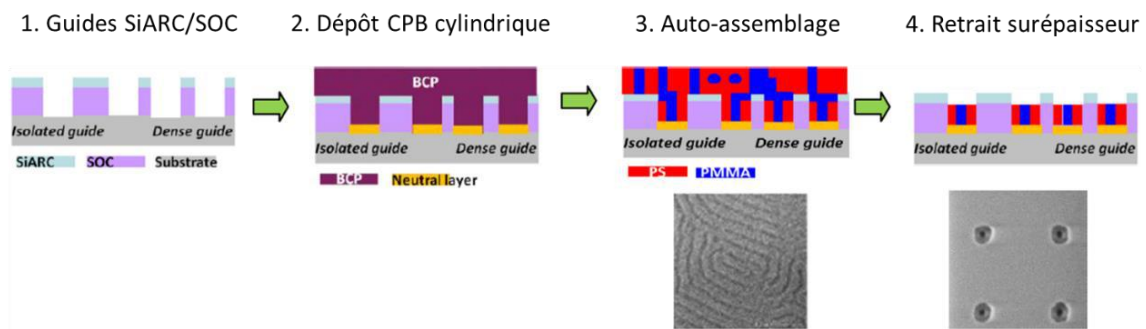 1. Guides SiARC/SOC
2. Dépôt CPB cylindrique
3. Auto-assemblage
4. Retrait surépaisseur
Isolated guide Dense guide
SiARC SOC Substrate
BCP
Isolated guide Dense guide
BCP Neutral layer
Isolated guide Dense guide
PS PMMA
Isolated guide Dense guide